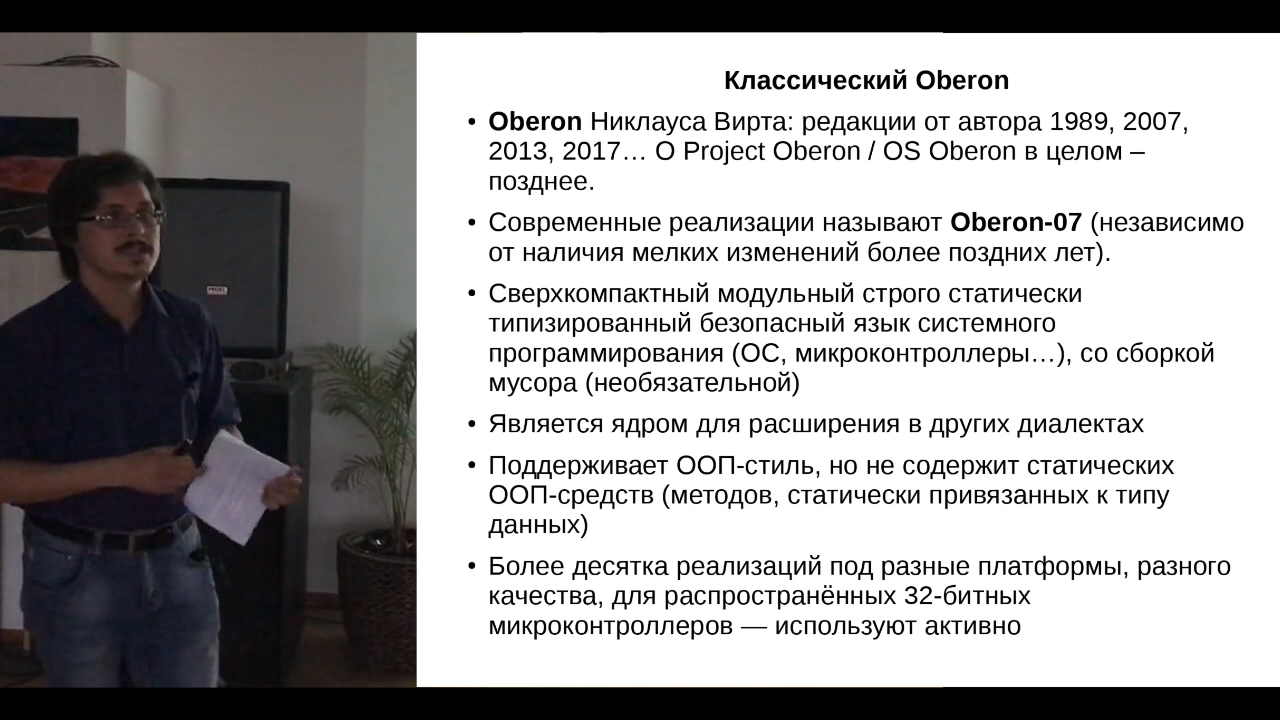 Классический Oberon
• Oberon Никлауса Вирта: редакции от автора 1989, 2007,
2013, 2017… О Project Oberon / OS Oberon в целом –
позднее.
• Современные реализации называют Oberon-07 (независимо
от наличия мелких изменений более поздних лет).
• Сверхкомпактный модульный строго статически
типизированный безопасный язык системного
программирования (ОС, микроконтроллеры…), со сборкой
мусора (необязательной)
• Является ядром для расширения в других диалектах
• Поддерживает ООП-стиль, но не содержит статических
ООП-средств (методов, статически привязанных к типу
данных)
• Более десятка реализаций под разные платформы, разного
качества, для распространённых 32-битных
микроконтроллеров — используют активно